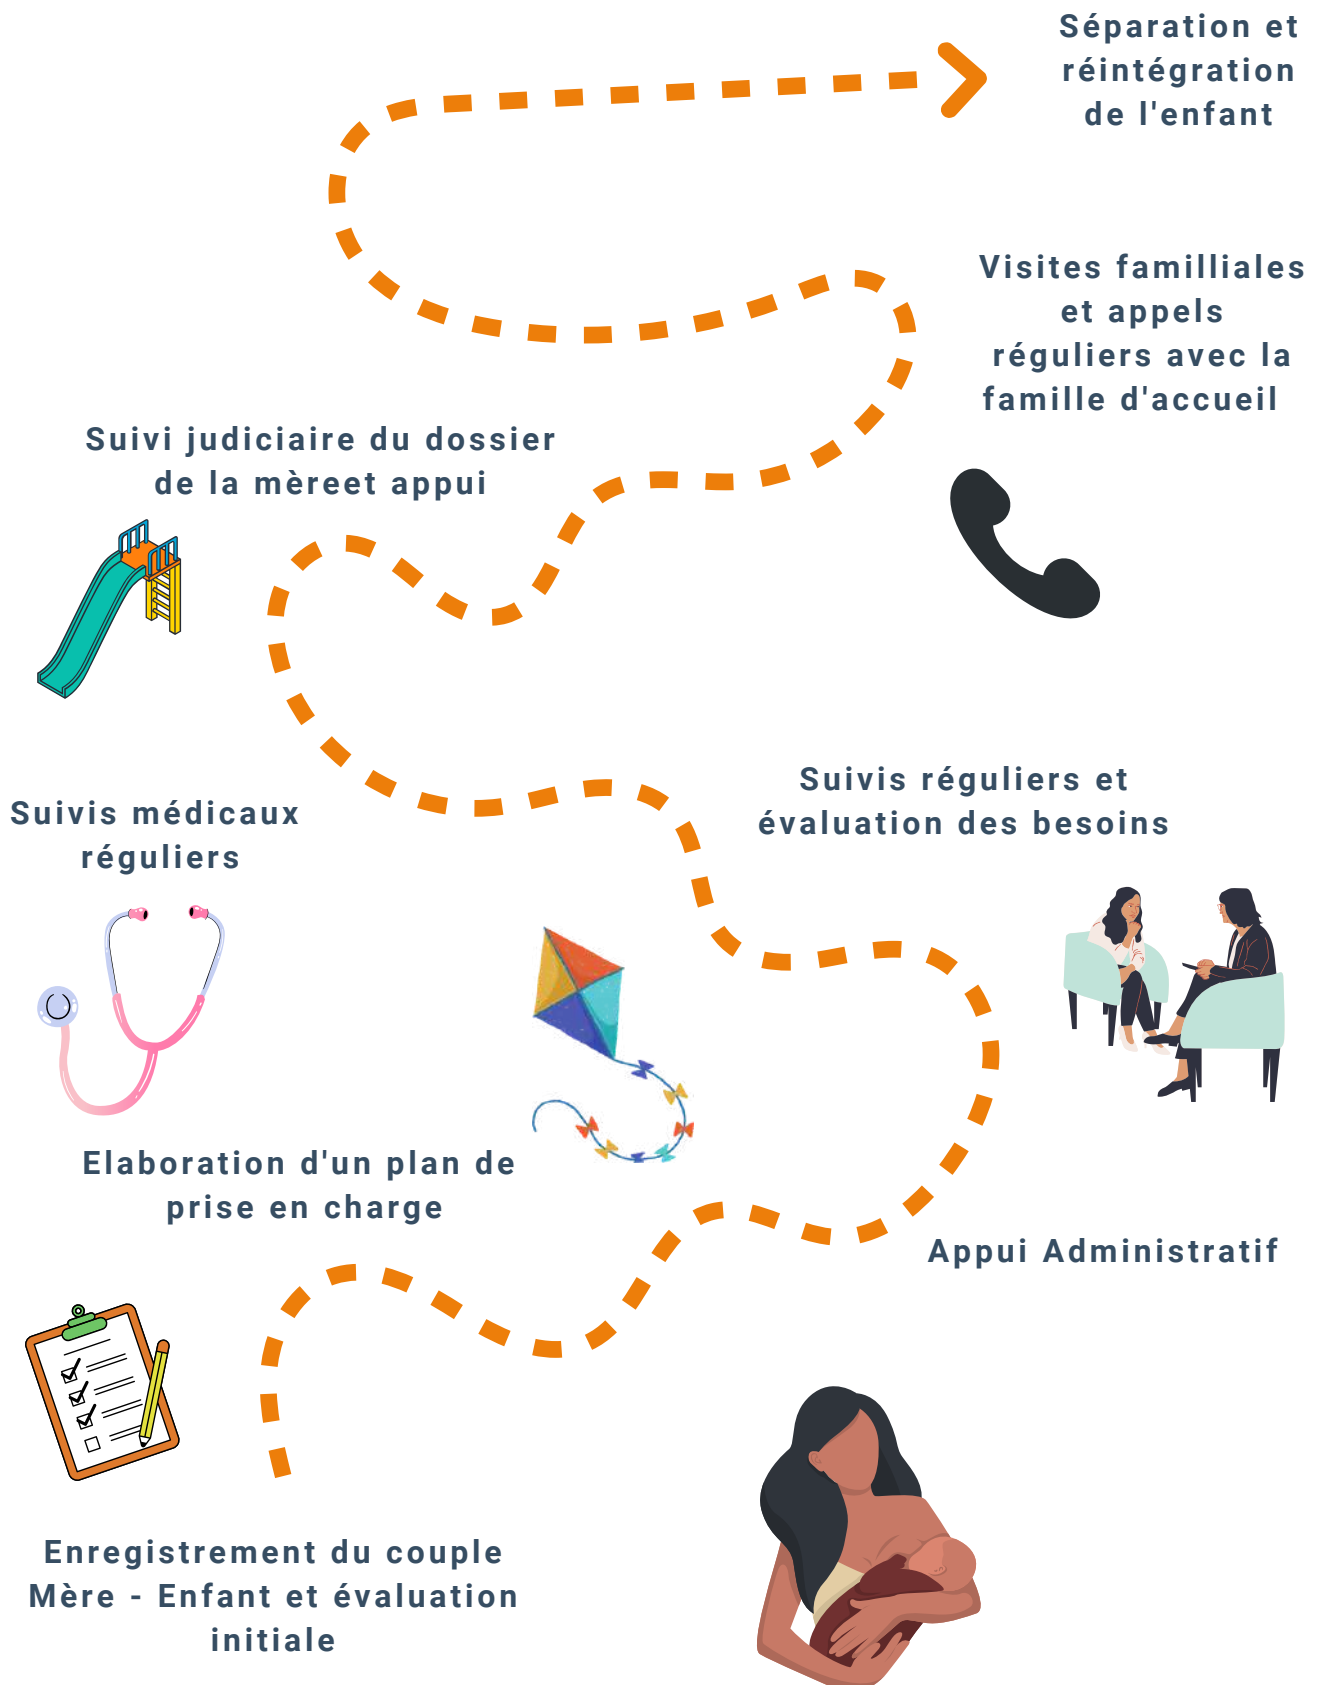 Séparation et
réintégration
de l'enfant
Visites familliales
et appels
réguliers avec la
famille d'accueil
Suivi judiciaire du dossier
de la mèreet appui
Suivis réguliers et
évaluation des besoins
Suivis médicaux
réguliers
Elaboration d'un plan de
prise en charge
Appui Administratif
Enregistrement du couple
Mère - Enfant et évaluation
initiale